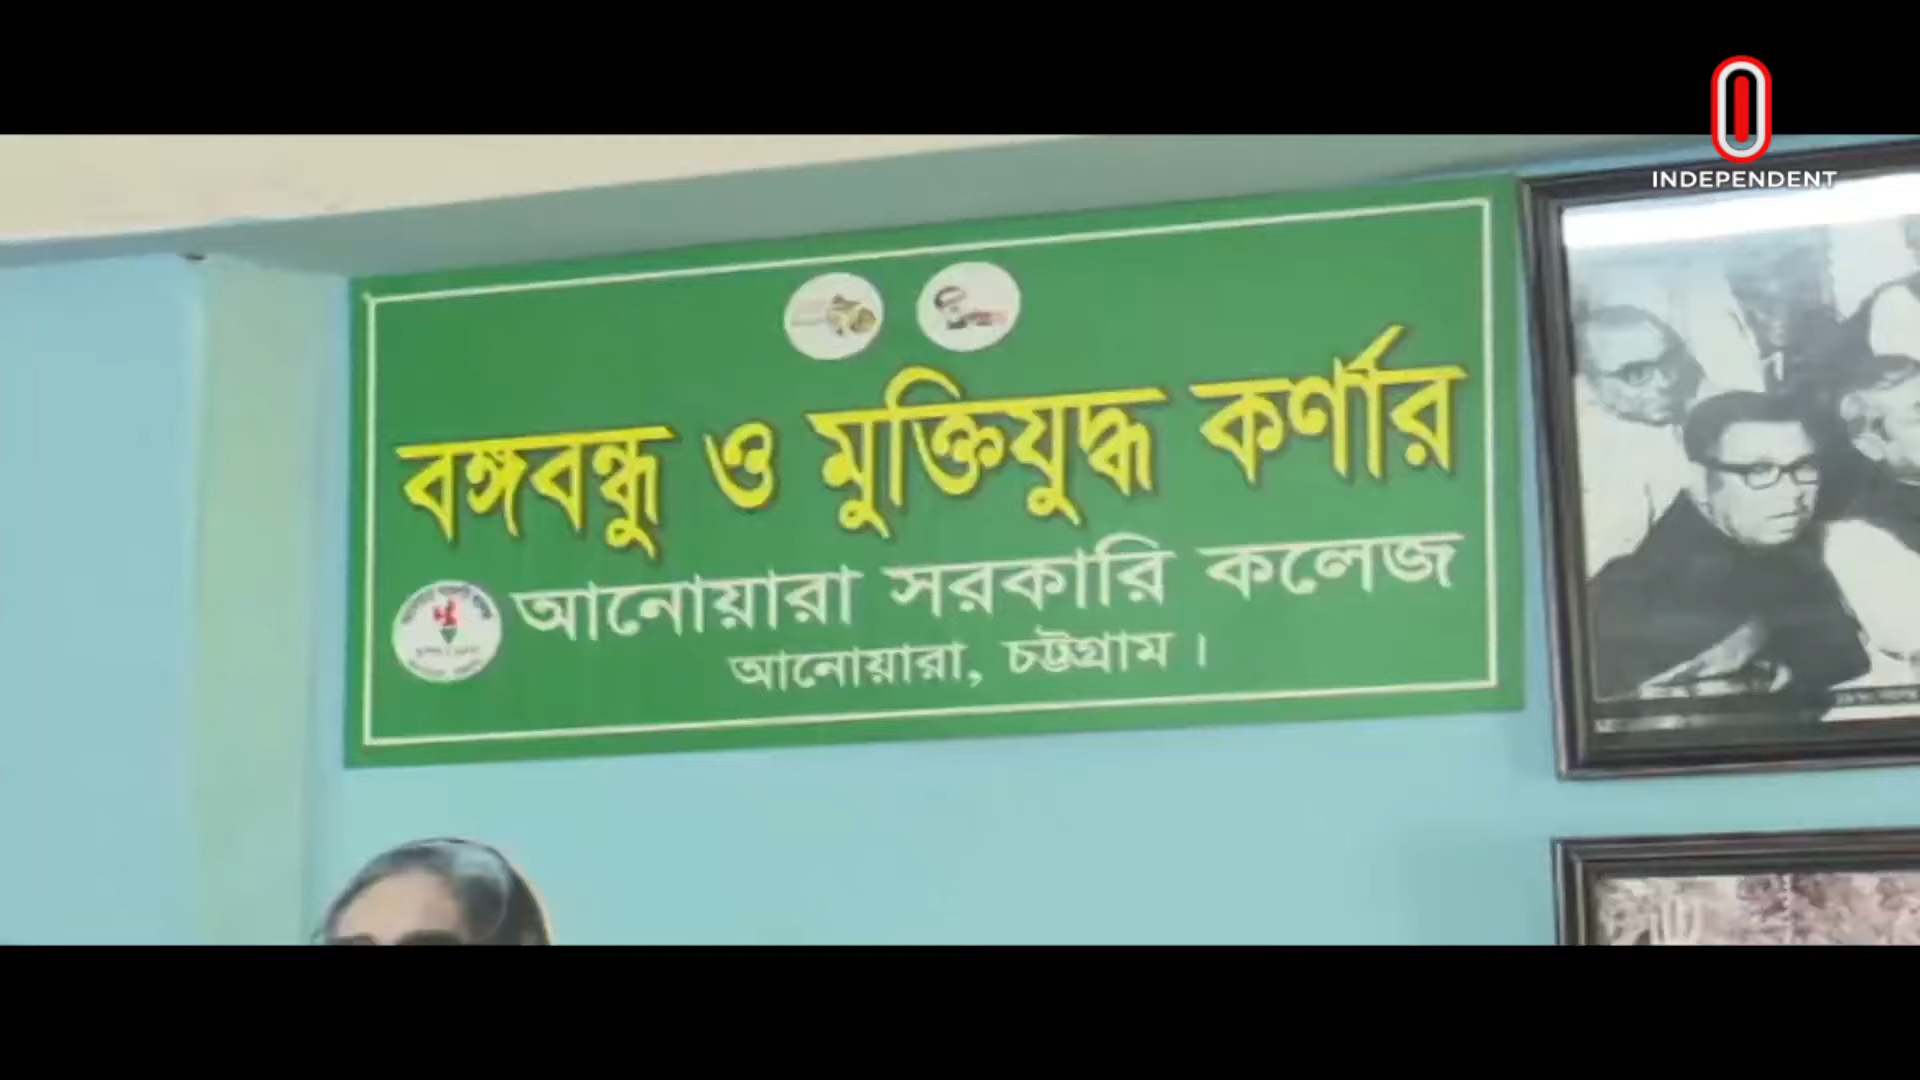 INDEPENDENT
বঙ্গবন্ধু ও মুক্তিযুদ্ধ কর্ণার
আনোয়ারা সরকারি কলেজ
আনোয়ারা, চট্টগ্রাম।